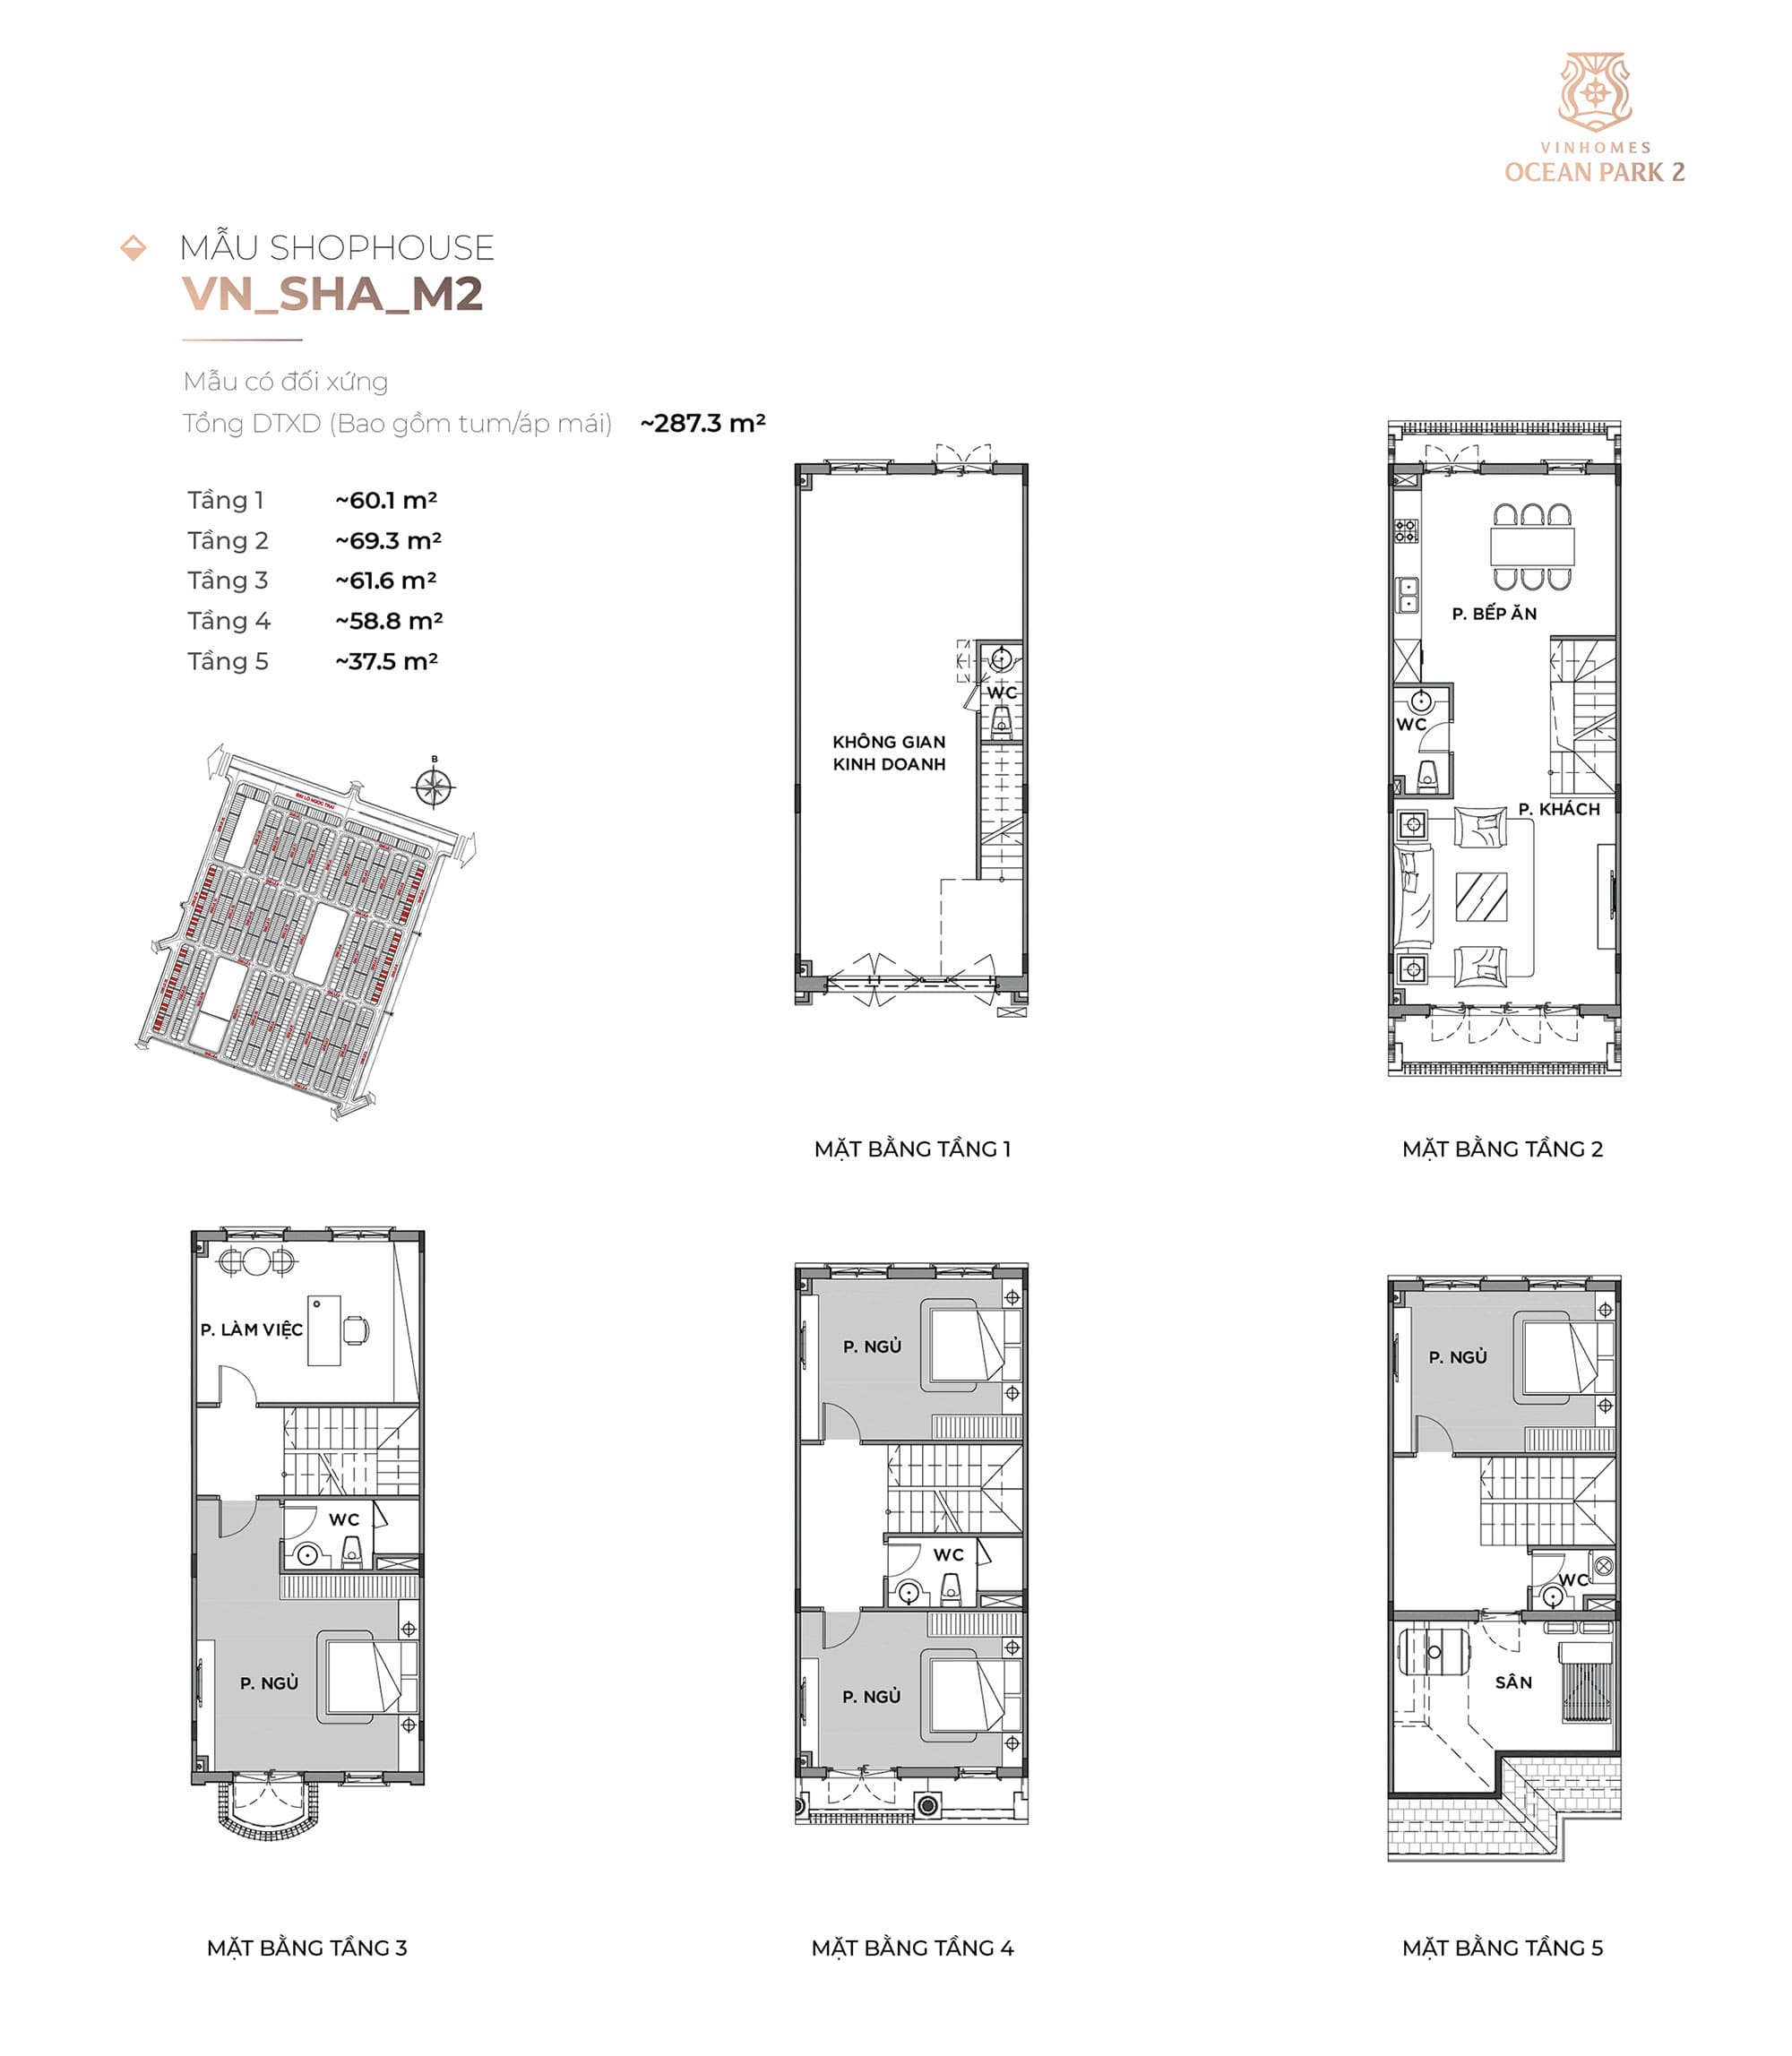 VINHOMES
OCEAN PARK 2
MẪU SHOPHOUSE
VN_SHA_M2
Mẫu có đối xứng
Tổng DTXD (Bao gồm tum/áp mái) ~287.3 m²
Tầng 1 ~60.1 m²
Tầng 2 ~69.3 m²
Tầng 3 ~61.6 m²
Tầng 4 ~58.8 m²
Tầng 5 ~37.5 m²
B
ĐẠI LỘ NGỌC TRAI
WC
KHÔNG GIAN
KINH DOANH
MẶT BẰNG TẦNG 1
P. BẾP ĂN
WC
P. KHÁCH
MẶT BẰNG TẦNG 2
P. LÀM VIỆC
WC
P. NGỦ
MẶT BẰNG TẦNG 3
P. NGỦ
WC
P. NGỦ
MẶT BẰNG TẦNG 4
P. NGỦ
WC
SÂN
MẶT BẰNG TẦNG 5